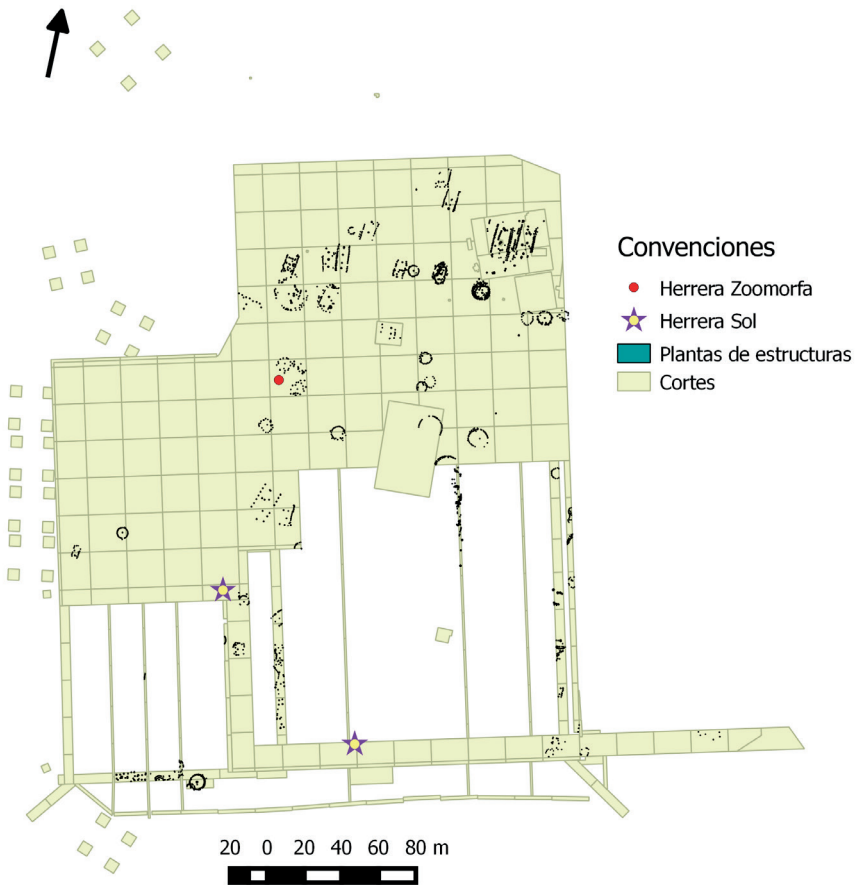 Convenciones
Herrera Zoomorfa
Herrera Sol
Plantas de estructuras
Cortes
20 0 20 40 60 80 m